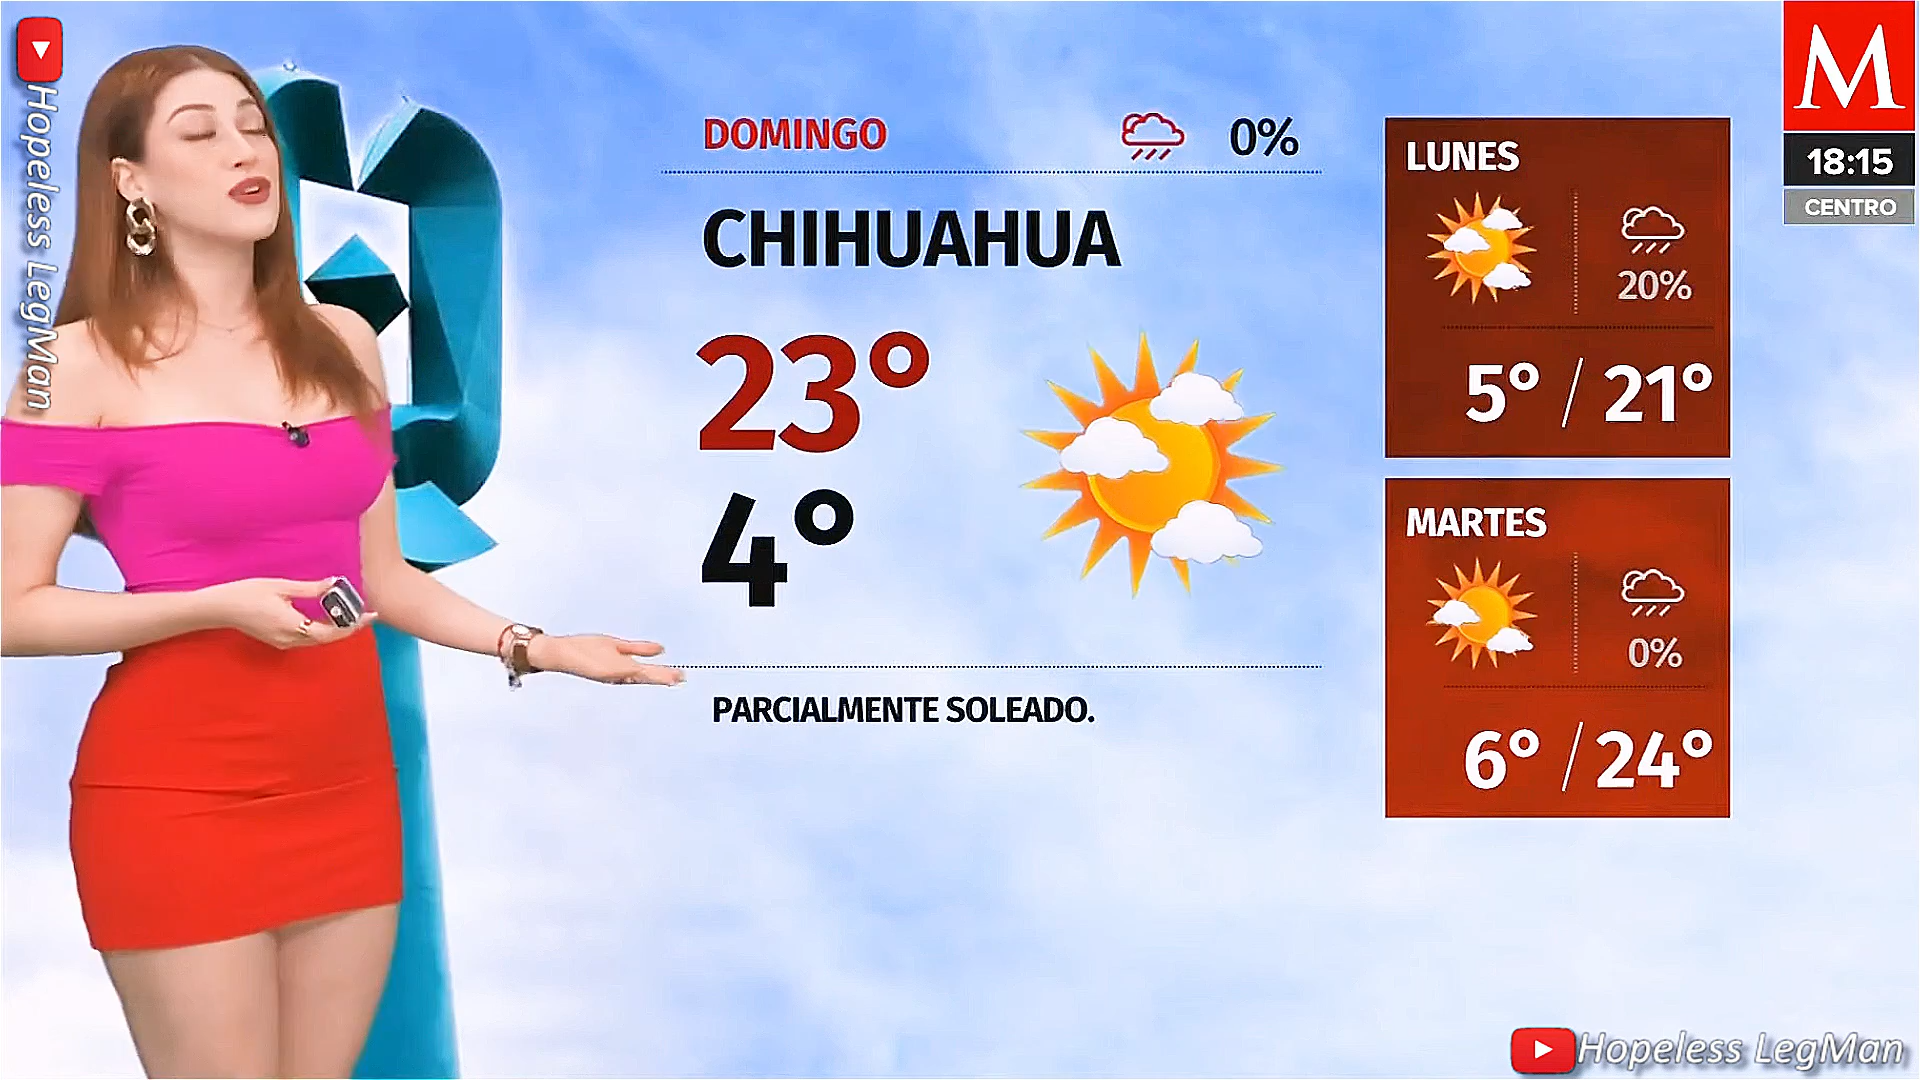 Hopeless LegMan
DOMINGO 0%
CHIHUAHUA
23°
4°
PARCIALMENTE SOLEADO.
LUNES
20%
5° / 21°
MARTES
0%
6° / 24°
M
18:15
CENTRO
Hopeless LegMan